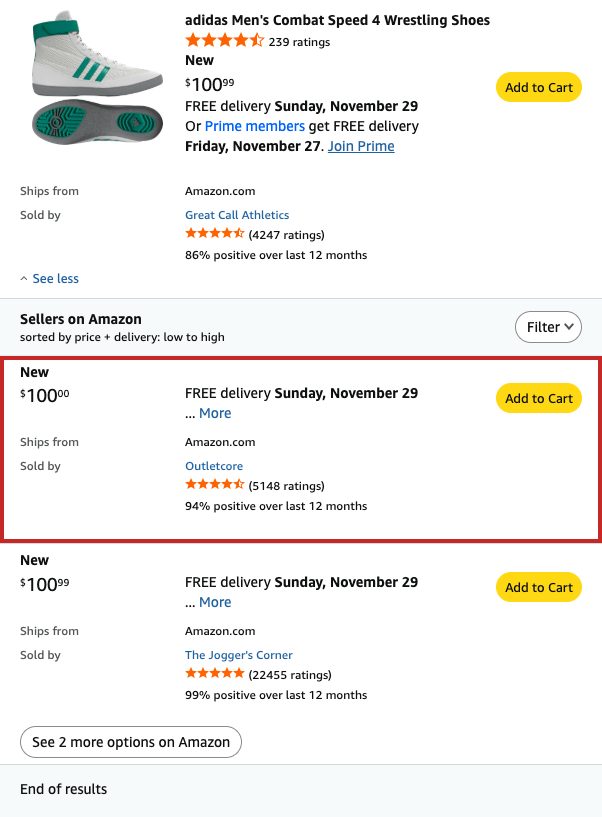 adidas Men's Combat Speed 4 Wrestling Shoes
239 ratings
New
$10099
FREE delivery Sunday, November 29
Or Prime members get FREE delivery
Friday, November 27. Join Prime
Add to Cart
Ships from Amazon.com
Sold by Great Call Athletics
(4247 ratings)
86% positive over last 12 months
See less
Sellers on Amazon
sorted by price + delivery: low to high
Filter
New
$10000 FREE delivery Sunday, November 29
... More
Add to Cart
Ships from Amazon.com
Sold by Outletcore
(5148 ratings)
94% positive over last 12 months
New
$10099 FREE delivery Sunday, November 29
... More
Add to Cart
Ships from Amazon.com
Sold by The Jogger's Corner
(22455 ratings)
99% positive over last 12 months
See 2 more options on Amazon
End of results